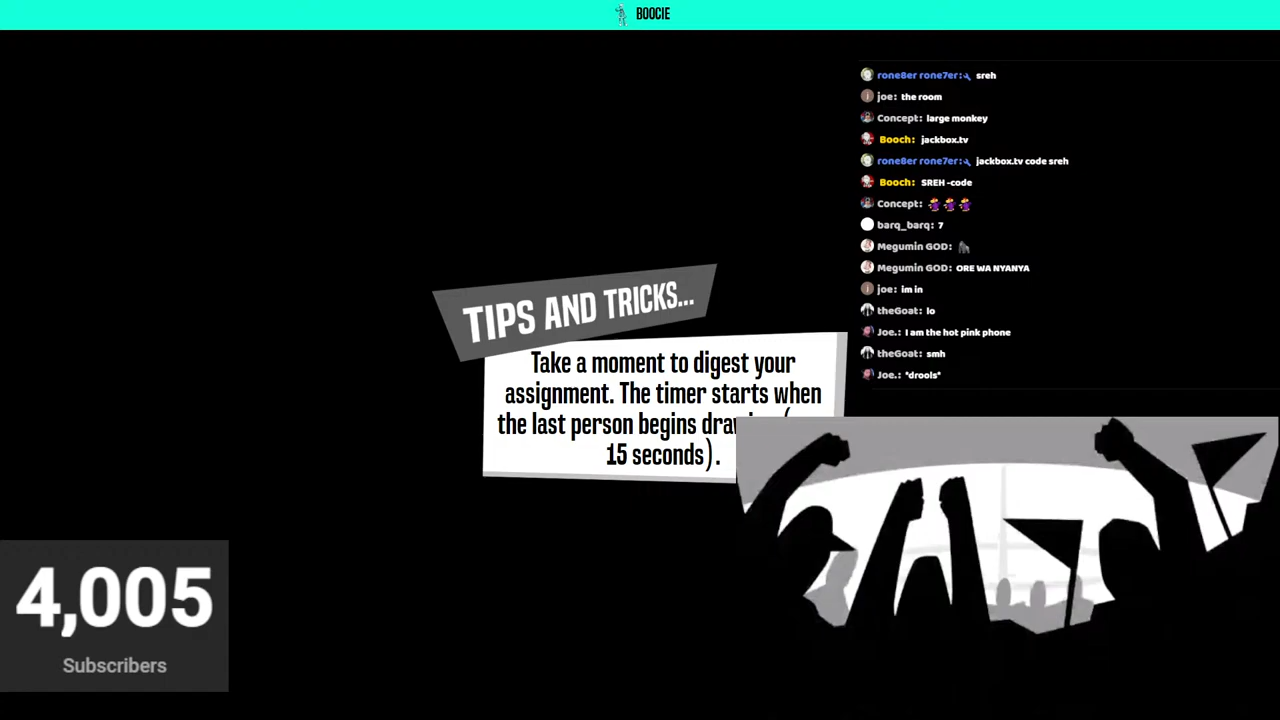 BOOCIE
rone8er rone7er: sreh
joe: the room
Concept: large monkey
Booch: jackbox.tv
rone8er rone7er: jackbox.tv code sreh
Booch: SREH -code
Concept:
barq_barq: 7
Megumin GOD:
Megumin GOD: ORE WA NYANYA
joe: im in
theGoat: lo
Joe.: I am the hot pink phone
theGoat: smh
Joe.: *drools*
TIPS AND TRICKS...
Take a moment to digest your
assignment. The timer starts when
the last person begins
15 seconds).
4,005
Subscribers